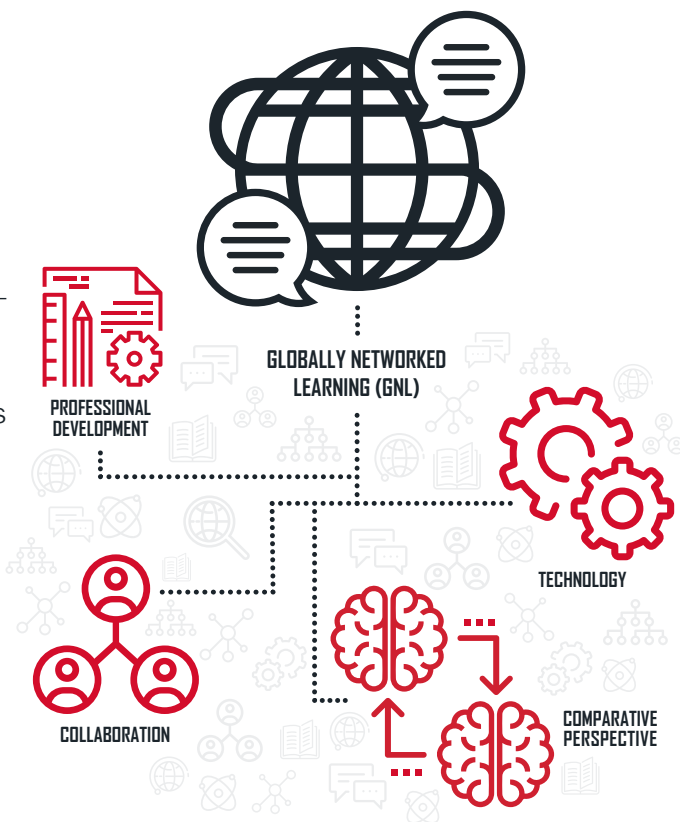 GLOBALLY NETWORKED
LEARNING (GNL)
PROFESSIONAL
DEVELOPMENT
TECHNOLOGY
COLLABORATION
COMPARATIVE
PERSPECTIVE